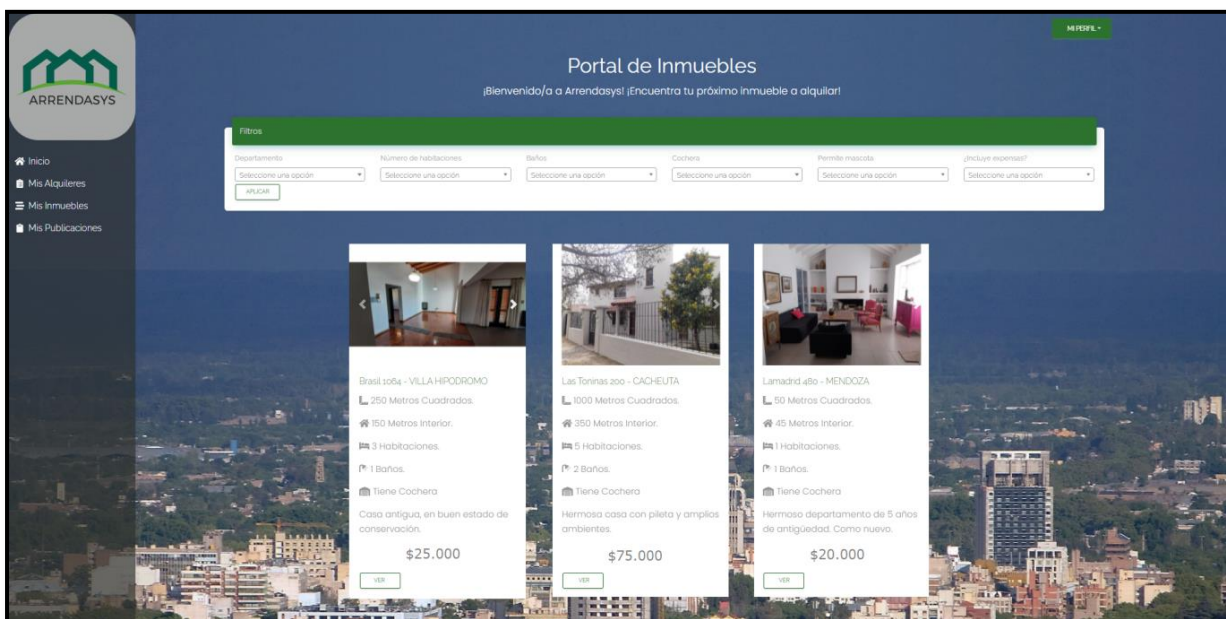 MI PERFIL
ARRENDASYS
Portal de Inmuebles
¡Bienvenido/a a Arrendasys! ¡Encuentra tu próximo inmueble a alquilar!
Filtros
Departamento Número de habitaciones Baños Cochera Permite mascota ¿Incluye expensas?
Seleccione una opción Seleccione una opción Seleccione una opción Seleccione una opción Seleccione una opción Seleccione una opción
APLICAR
Inicio
Mis Alquileres
Mis Inmuebles
Mis Publicaciones
Brasil 1064 - VILLA HIPODROMO
250 Metros Cuadrados.
150 Metros Interior.
3 Habitaciones.
1 Baños.
Tiene Cochera
Casa antigua, en buen estado de
conservación.
$25.000
VER
Las Toninas 200 - CACHEUTA
1000 Metros Cuadrados.
350 Metros Interior.
5 Habitaciones.
2 Baños.
Tiene Cochera
Hermosa casa con pileta y amplios
ambientes.
$75.000
VER
Lamadrid 480 - MENDOZA
50 Metros Cuadrados.
45 Metros Interior.
1 Habitaciones.
1 Baños.
Tiene Cochera
Hermoso departamento de 5 años
de antigüedad. Como nuevo.
$20.000
VER